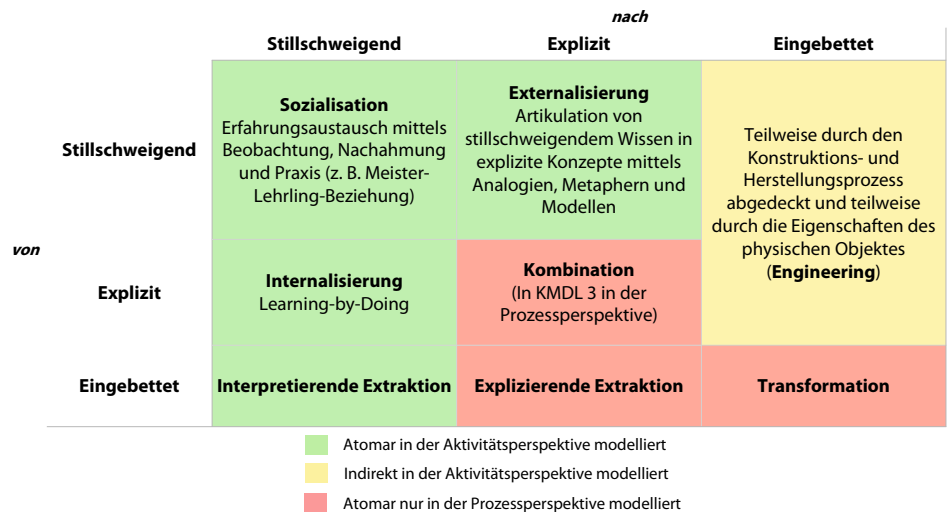 nach
Stillschweigend
Explizit
Eingebettet
von
Stillschweigend
Sozialisation
Erfahrungsaustausch mittels
Beobachtung, Nachahmung
und Praxis (z. B. Meister-
Lehrling-Beziehung)
Externalisierung
Artikulation von
stillschweigendem Wissen in
explizite Konzepte mittels
Analogien, Metaphern und
Modellen
Teilweise durch den
Konstruktions- und
Herstellungsprozess
abgedeckt und teilweise
durch die Eigenschaften des
physischen Objektes
(Engineering)
Explizit
Internalisierung
Learning-by-Doing
Kombination
(In KMDL 3 in der
Prozessperspektive)
Eingebettet
Interpretierende Extraktion
Explizierende Extraktion
Transformation
Atomar in der Aktivitätsperspektive modelliert
Indirekt in der Aktivitätsperspektive modelliert
Atomar nur in der Prozessperspektive modelliert